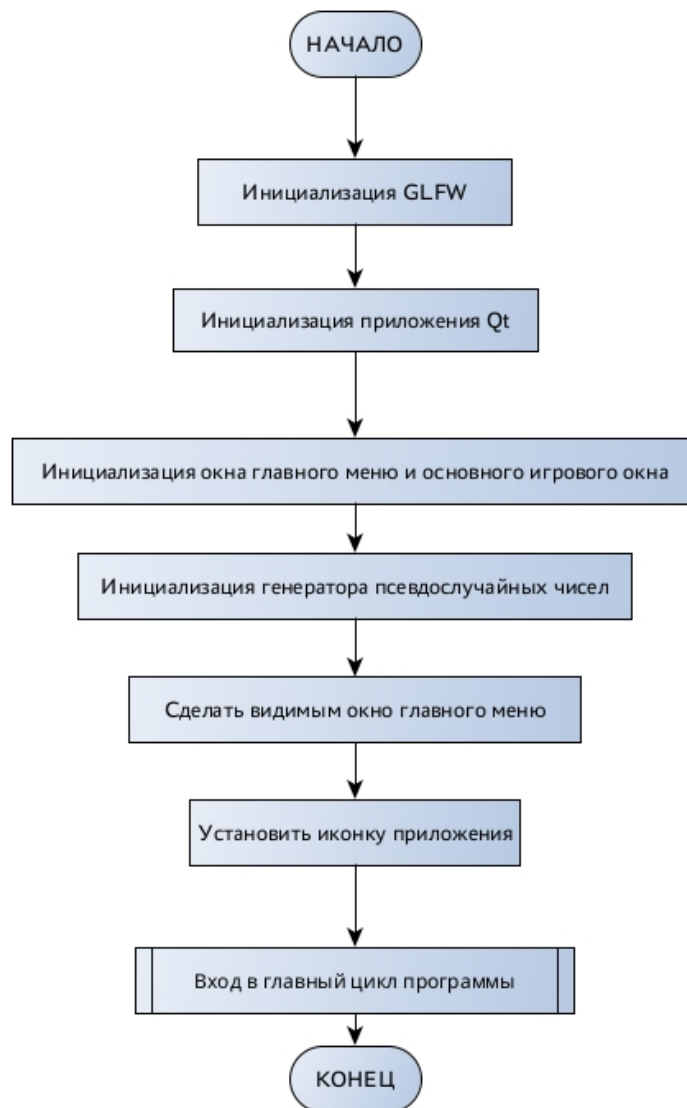 НАЧАЛО
Инициализация GLFW
Инициализация приложения Qt
Инициализация окна главного меню и основного игрового окна
Инициализация генератора псевдослучайных чисел
Сделать видимым окно главного меню
Установить иконку приложения
Вход в главный цикл программы
КОНЕЦ